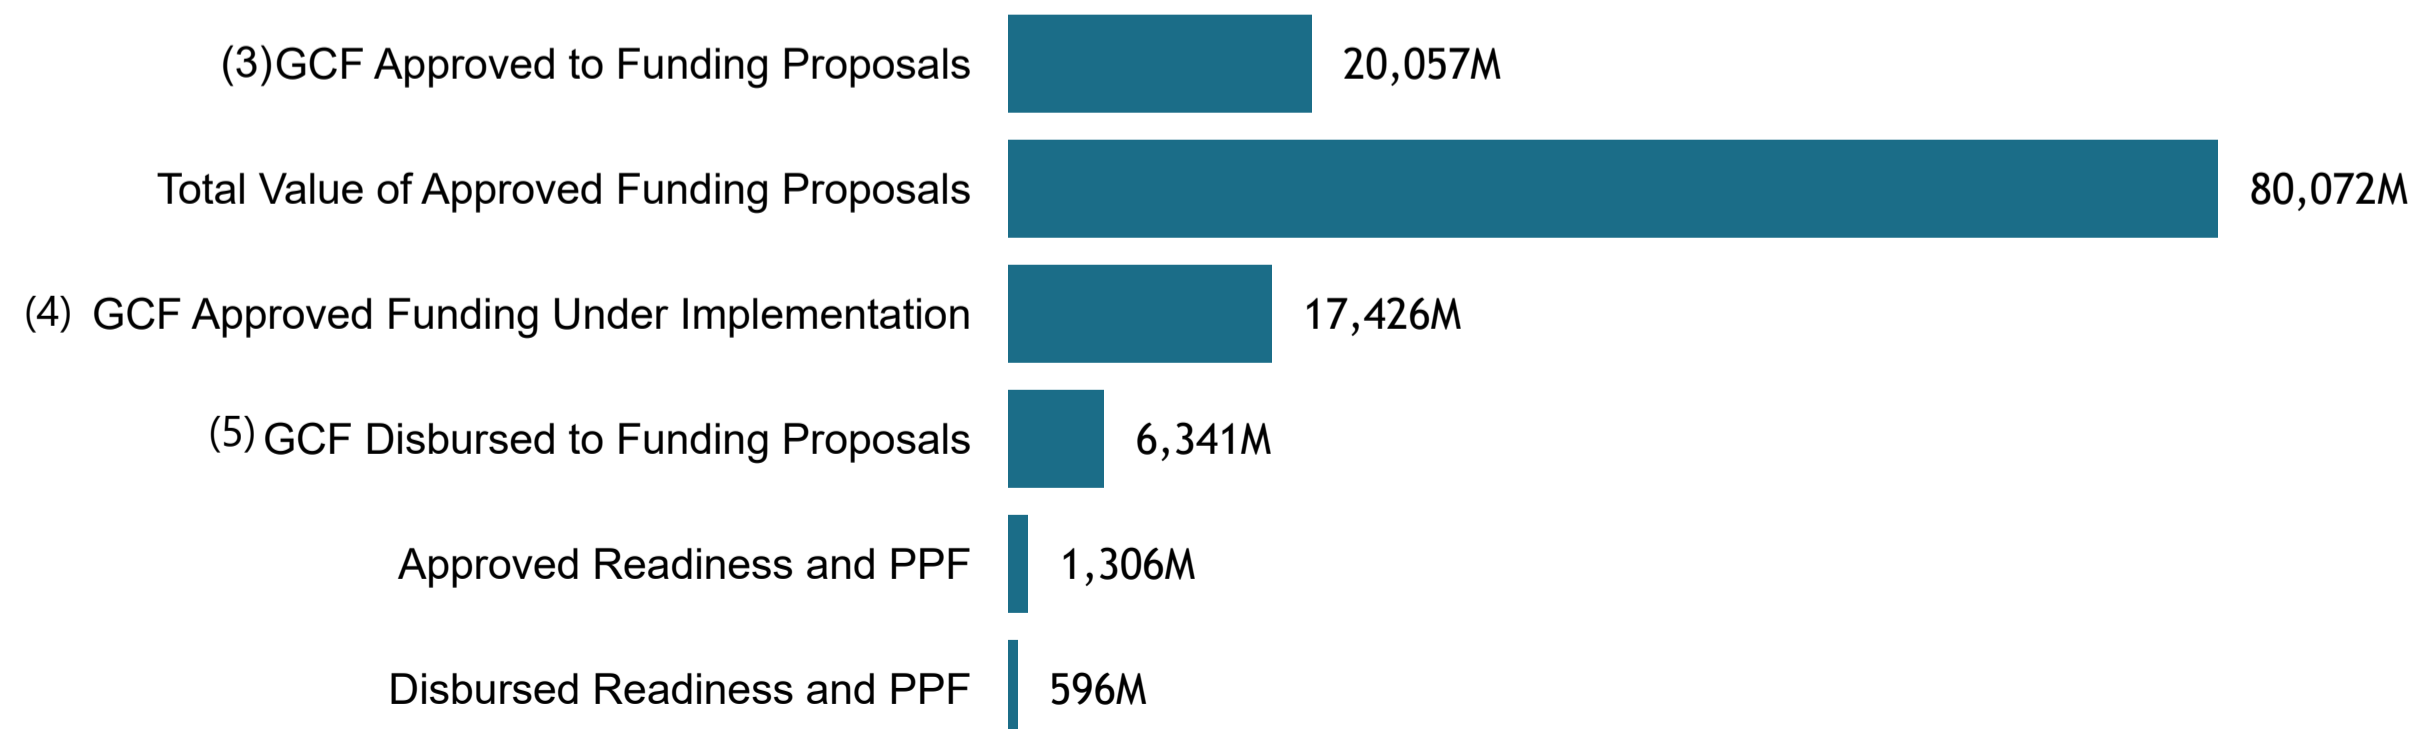 (3)GCF Approved to Funding Proposals 20,057M
Total Value of Approved Funding Proposals 80,072M
(4) GCF Approved Funding Under Implementation 17,426M
(5) GCF Disbursed to Funding Proposals 6,341M
Approved Readiness and PPF 1,306M
Disbursed Readiness and PPF 596M